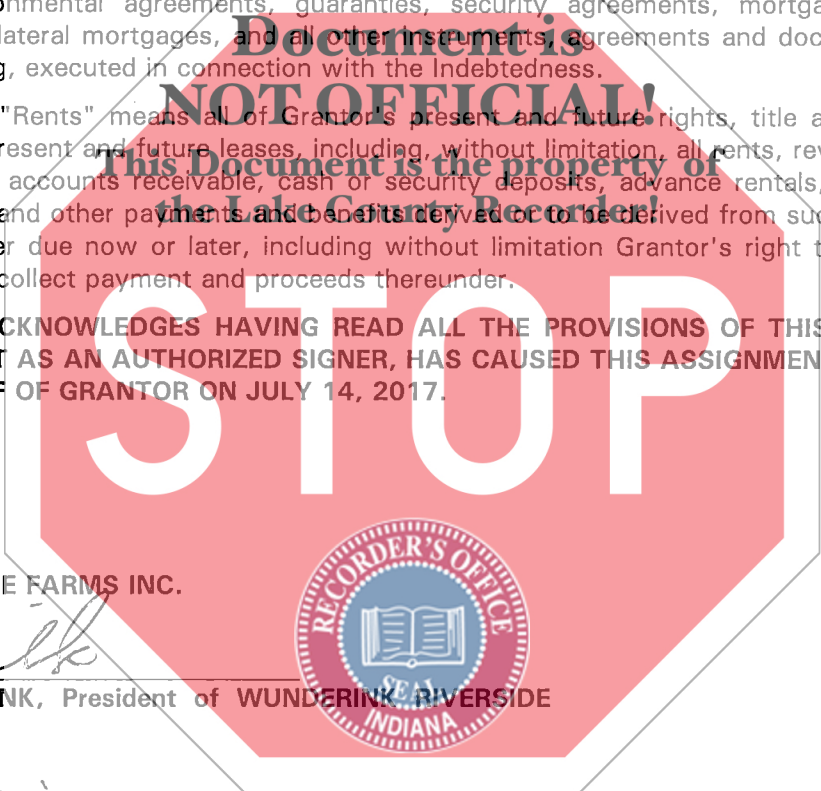 onmental agreements, guaranties, security agreements, mortga
Document is
lateral mortgages, and all other instruments, agreements and doc
g, executed in connection with the Indebtedness.
NOT OFFICIAL!
"Rents" means all of Grantor's present and future rights, title a
resent and future leases, including, without limitation, all rents, rev
This Document is the property of
accounts receivable, cash or security deposits, advance rentals,
the Lake County Recorder!
and other payments and benefits derived or to be derived from suc
er due now or later, including without limitation Grantor's right t
collect payment and proceeds thereunder.
CKNOWLEDGES HAVING READ ALL THE PROVISIONS OF THIS
T AS AN AUTHORIZED SIGNER, HAS CAUSED THIS ASSIGNMEN
F OF GRANTOR ON JULY 14, 2017.
STOP
RECORDER'S OFFICE
SEAL
INDIANA
E FARMS INC.
NK, President of WUNDERINK RIVERSIDE